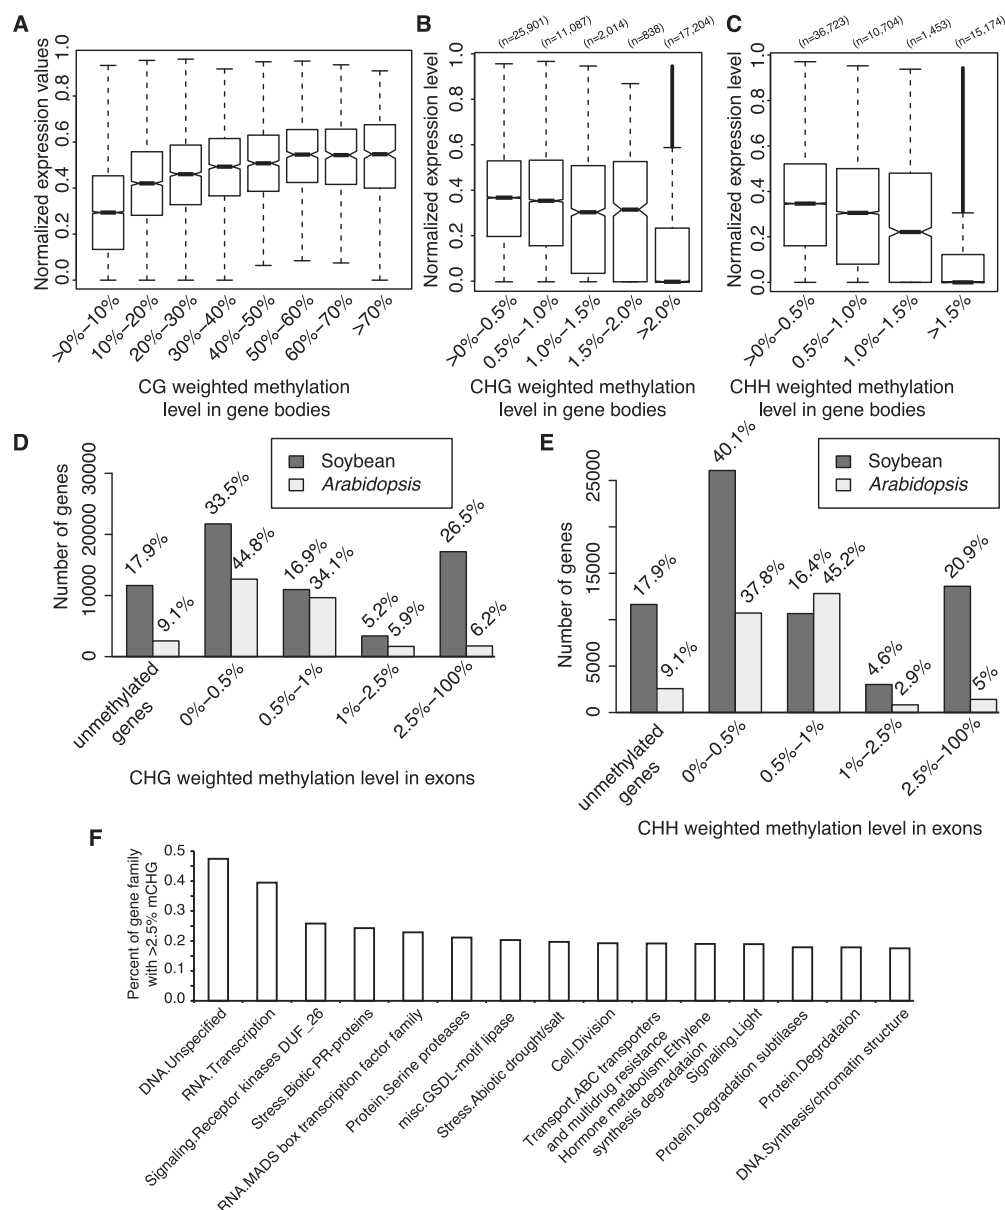 A
Normalized expression values
1.0
0.8
0.6
0.4
0.2
0.0
>0%−10%
10%−20%
20%−30%
30%−40%
40%−50%
50%−60%
60%−70%
>70%
CG weighted methylation
level in gene bodies
B
(n=25,901)
(n=11,087)
(n=2,014)
(n=838)
(n=17,204)
Normalized expression level
1.0
0.8
0.6
0.4
0.2
0.0
>0%−0.5%
0.5%−1.0%
1.0%−1.5%
1.5%−2.0%
>2.0%
CHG weighted methylation
level in gene bodies
C
(n=36,723)
(n=10,704)
(n=1,453)
(n=15,174)
Normalized expression level
1.0
0.8
0.6
0.4
0.2
0.0
>0%−0.5%
0.5%−1.0%
1.0%−1.5%
>1.5%
CHH weighted methylation
level in gene bodies
D
Soybean
Arabidopsis
Number of genes
30000
20000
10000
0
17.9%
9.1%
33.5%
44.8%
16.9%
34.1%
5.2%
5.9%
26.5%
6.2%
unmethylated
genes
0%−0.5%
0.5%−1%
1%−2.5%
2.5%−100%
CHG weighted methylation level in exons
E
Soybean
Arabidopsis
Number of genes
25000
15000
5000
0
17.9%
9.1%
40.1%
37.8%
16.4%
45.2%
4.6%
2.9%
20.9%
5%
unmethylated
genes
0%−0.5%
0.5%−1%
1%−2.5%
2.5%−100%
CHH weighted methylation level in exons
F
Percent of gene family
with >2.5% mCHG
0.5
0.4
0.3
0.2
0.1
0.0
DNA.Unspecified
RNA.Transcription
Signaling.Receptor kinases DUF_26
Stress.Biotic PR-proteins
RNA.MADS box transcription factor family
Protein.Serine proteases
misc.GSDL-motif lipase
Stress.Abiotic drought/salt
Cell.Division
Transport.ABC transporters
and multidrug resistance
Hormone metabolism.Ethylene
synthesis degradataion
Signaling.Light
Protein.Degradation subtilases
Protein.Degrdataion
DNA.Synthesis/chromatin structure